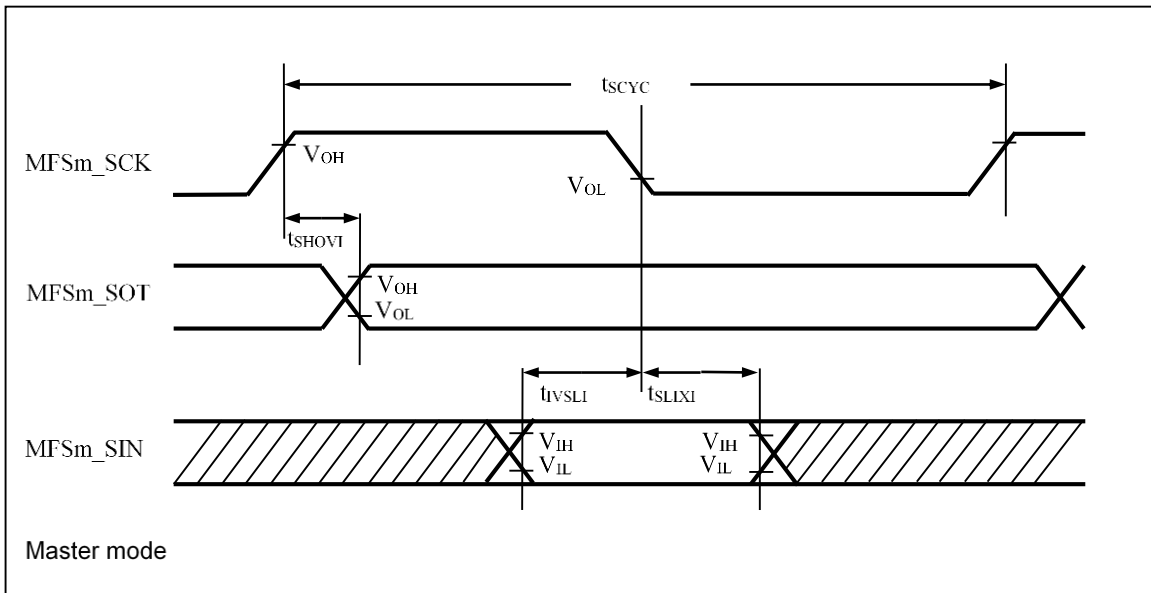 tSCYC
MFSm_SCK
VOH
VOL
tSHOVI
MFSm_SOT
VOH
VOL
tIVSLI
tSLIXI
MFSm_SIN
VIH
VIL
VIH
VIL
Master mode